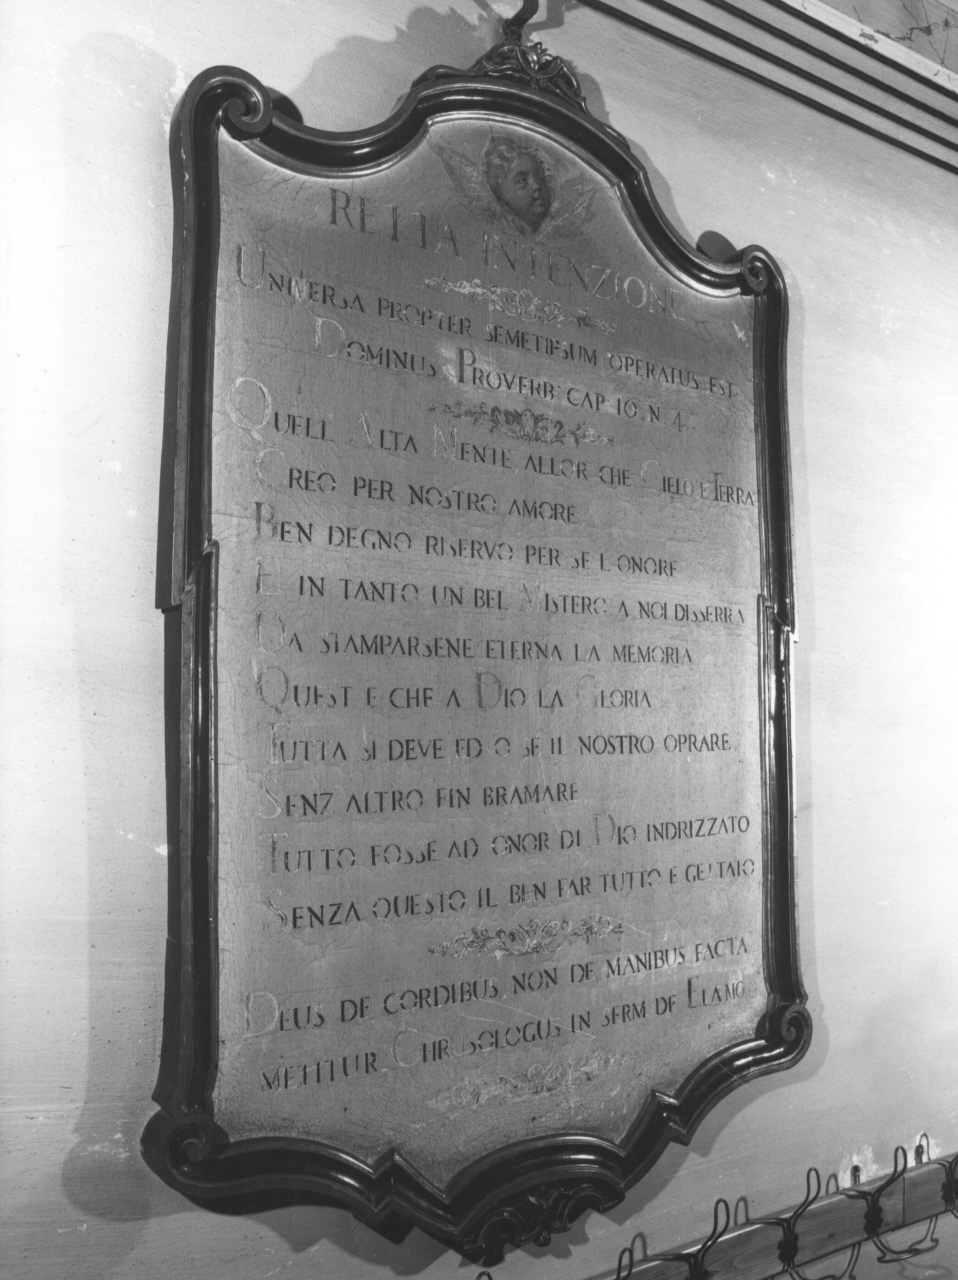 RETTA INTENZIONE
UNIVERSA PROPTER SEMETIPSUM OPERATUS EST
DOMINUS PROVERB CAP 10. N. 4.
QUELL ALTA MENTE, ALLOR CHE CIELO E TERRA
CREO PER NOSTRO AMORE
BEN DEGNO RISERVO PER SE L ONORE
E IN TANTO UN BEL MISTERO A NOI DISSERRA
DA STAMPARSENE ETERNA LA MEMORIA
QUEST E CHE A DIO LA GLORIA
TUTTA SI DEVE ED O SE IL NOSTRO OPRARE
SENZ ALTRO FIN BRAMARE
TUTTO FOSSE AD ONOR DI DIO INDRIZZATO
SENZA QUESTO IL BEN FAR TUTTO E GETTATO
DEUS DE CORDIBUS NON DE MANIBUS FACTA
METITUR CHRISOLOGUS IN SERM DE